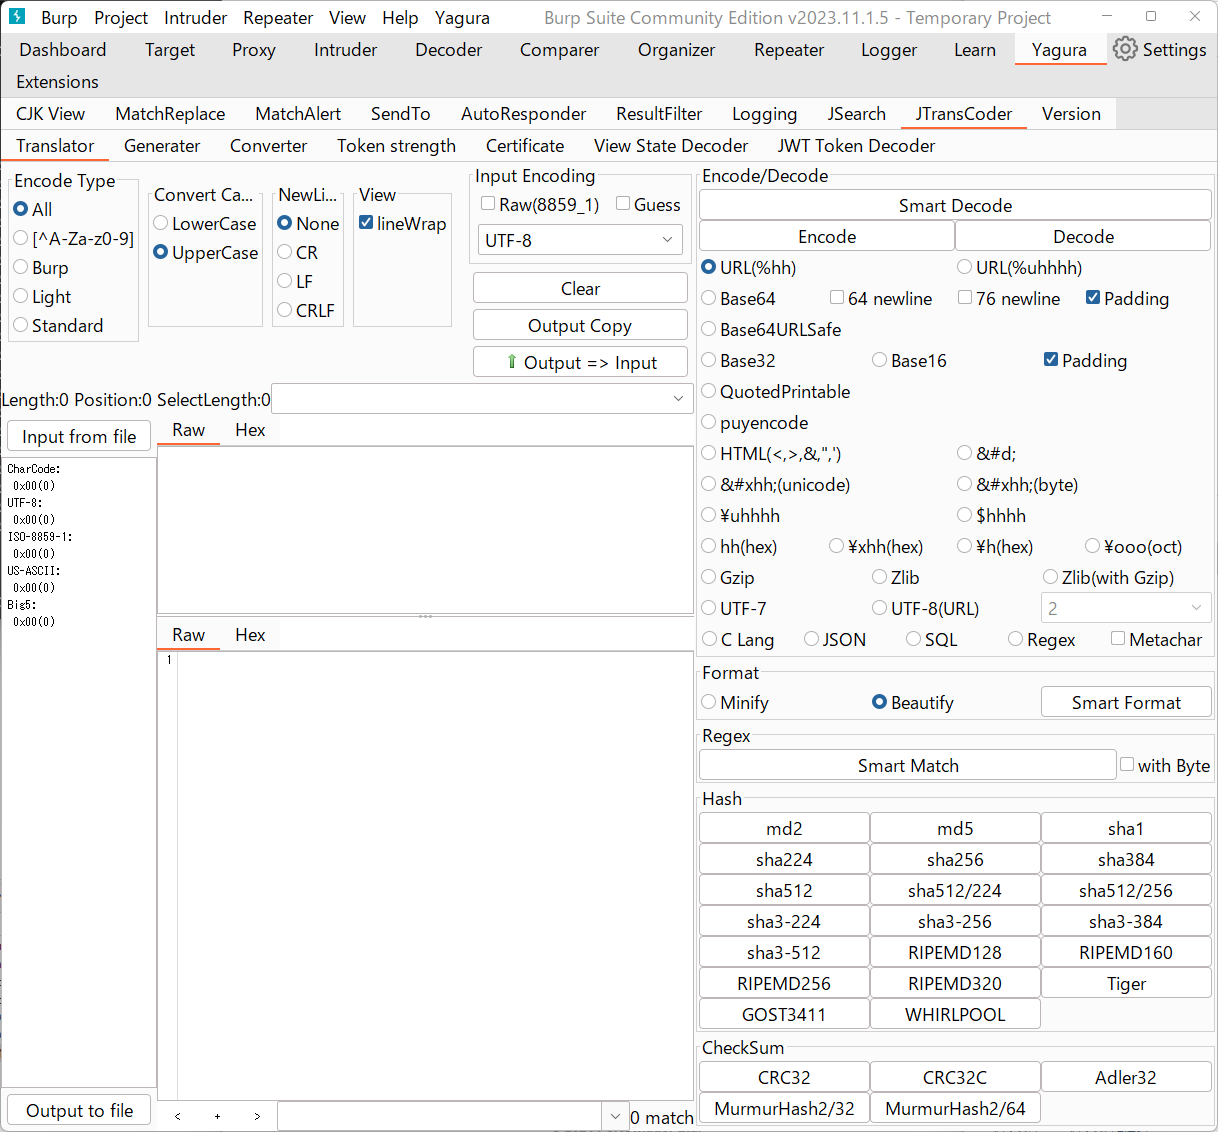 Burp Project Intruder Repeater View Help Yagura Burp Suite Community Edition v2023.11.1.5 - Temporary Project
Dashboard Target Proxy Intruder Decoder Comparer Organizer Repeater Logger Learn Yagura Settings
Extensions
CJK View MatchReplace MatchAlert SendTo AutoResponder ResultFilter Logging JSearch JTransCoder Version
Translator Generater Converter Token strength Certificate View State Decoder JWT Token Decoder
Encode Type
All
[^A-Za-z0-9]
Burp
Light
Standard
Convert Ca...
LowerCase
UpperCase
NewLi...
None
CR
LF
CRLF
View
lineWrap
Input Encoding
Raw(8859_1) Guess
UTF-8
Clear
Output Copy
Output => Input
Length:0 Position:0 SelectLength:0
Input from file
Raw Hex
CharCode:
0x00(0)
UTF-8:
0x00(0)
ISO-8859-1:
0x00(0)
US-ASCII:
0x00(0)
Big5:
0x00(0)
Raw Hex
1
Output to file
< + > 0 match
Encode/Decode
Smart Decode
Encode Decode
URL(%hh) URL(%uhhhh)
Base64 64 newline 76 newline Padding
Base64URLSafe
Base32 Base16 Padding
QuotedPrintable
puyencode
HTML(<,>,&,",') &#d;
&#xhh;(unicode) &#xhh;(byte)
¥uhhhh $hhhh
hh(hex) ¥xhh(hex) ¥h(hex) ¥ooo(oct)
Gzip Zlib Zlib(with Gzip)
UTF-7 UTF-8(URL) 2
C Lang JSON SQL Regex Metachar
Format
Minify Beautify Smart Format
Regex
Smart Match with Byte
Hash
md2 md5 sha1
sha224 sha256 sha384
sha512 sha512/224 sha512/256
sha3-224 sha3-256 sha3-384
sha3-512 RIPEMD128 RIPEMD160
RIPEMD256 RIPEMD320 Tiger
GOST3411 WHIRLPOOL
CheckSum
CRC32 CRC32C Adler32
MurmurHash2/32 MurmurHash2/64